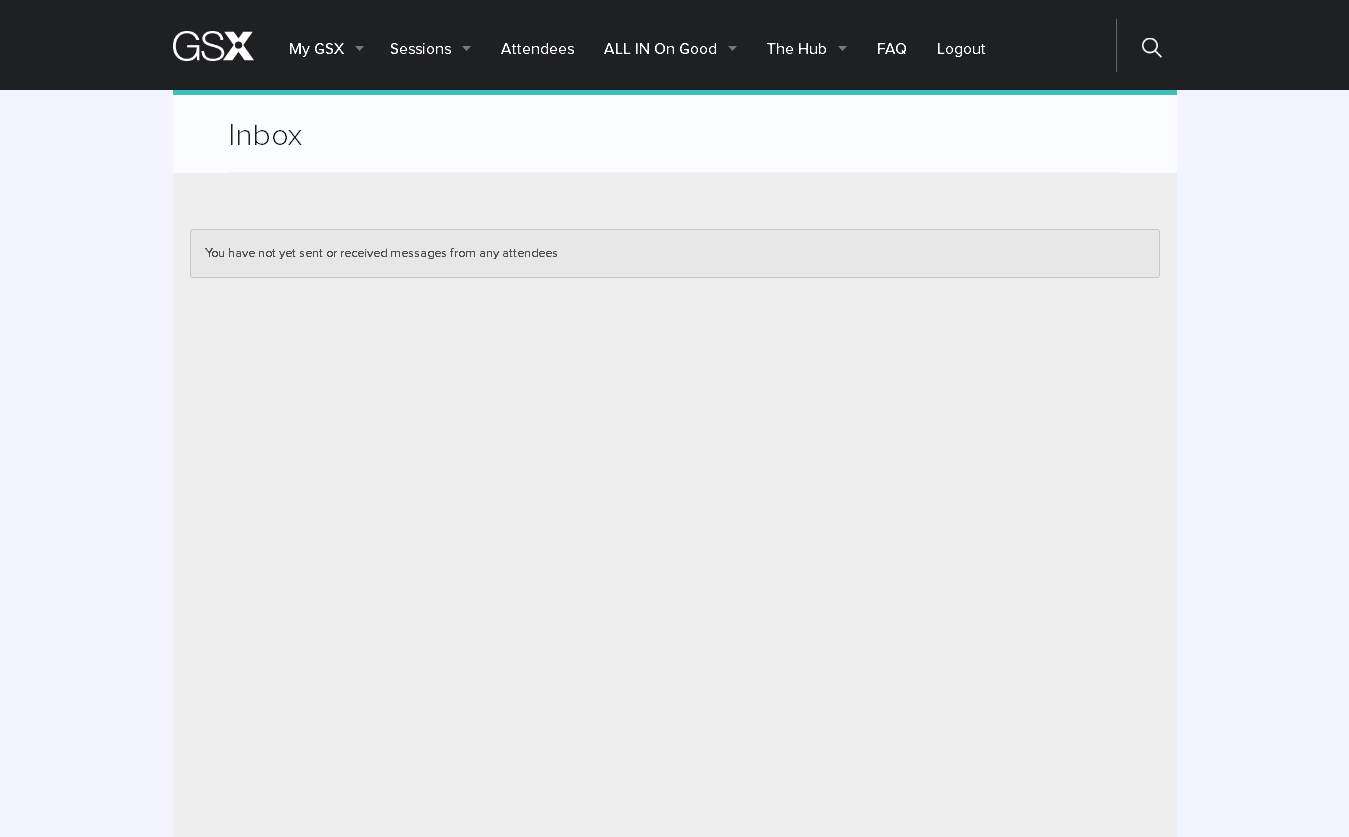 GSX
My GSX
Sessions
Attendees
ALL IN On Good
The Hub
FAQ
Logout
Inbox
You have not yet sent or received messages from any attendees